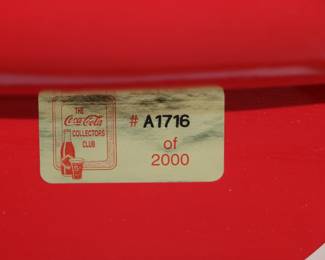 THE
Coca-Cola
COLLECTORS
CLUB
# A1716
of
2000